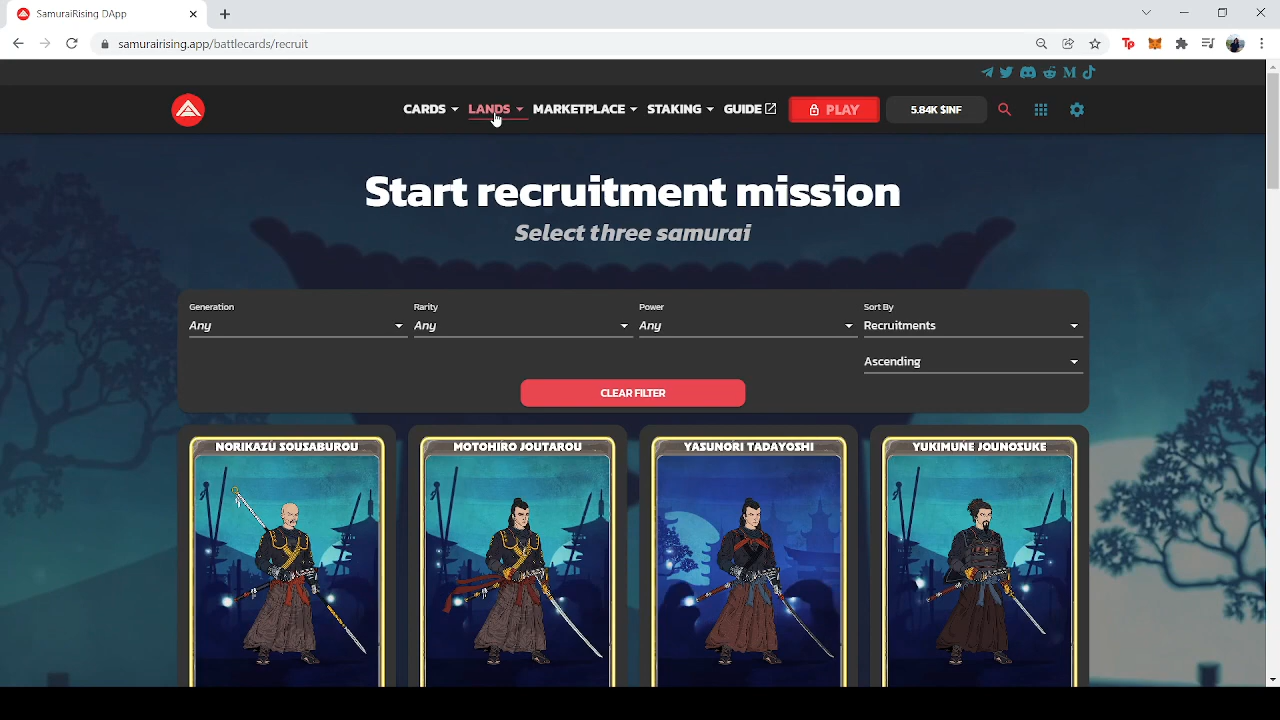 SamuraiRising DApp
samurairising.app/battlecards/recruit
CARDS LANDS MARKETPLACE STAKING GUIDE PLAY 5.84K $INF
Start recruitment mission
Select three samurai
Generation Rarity Power Sort By
Any Any Any Recruitments
Ascending
CLEAR FILTER
NORIKAZU SOUSABUROU MOTOHIRO JOUTAROU YASUNORI TADAYOSHI YUKIMUNE JOUNOSUKE